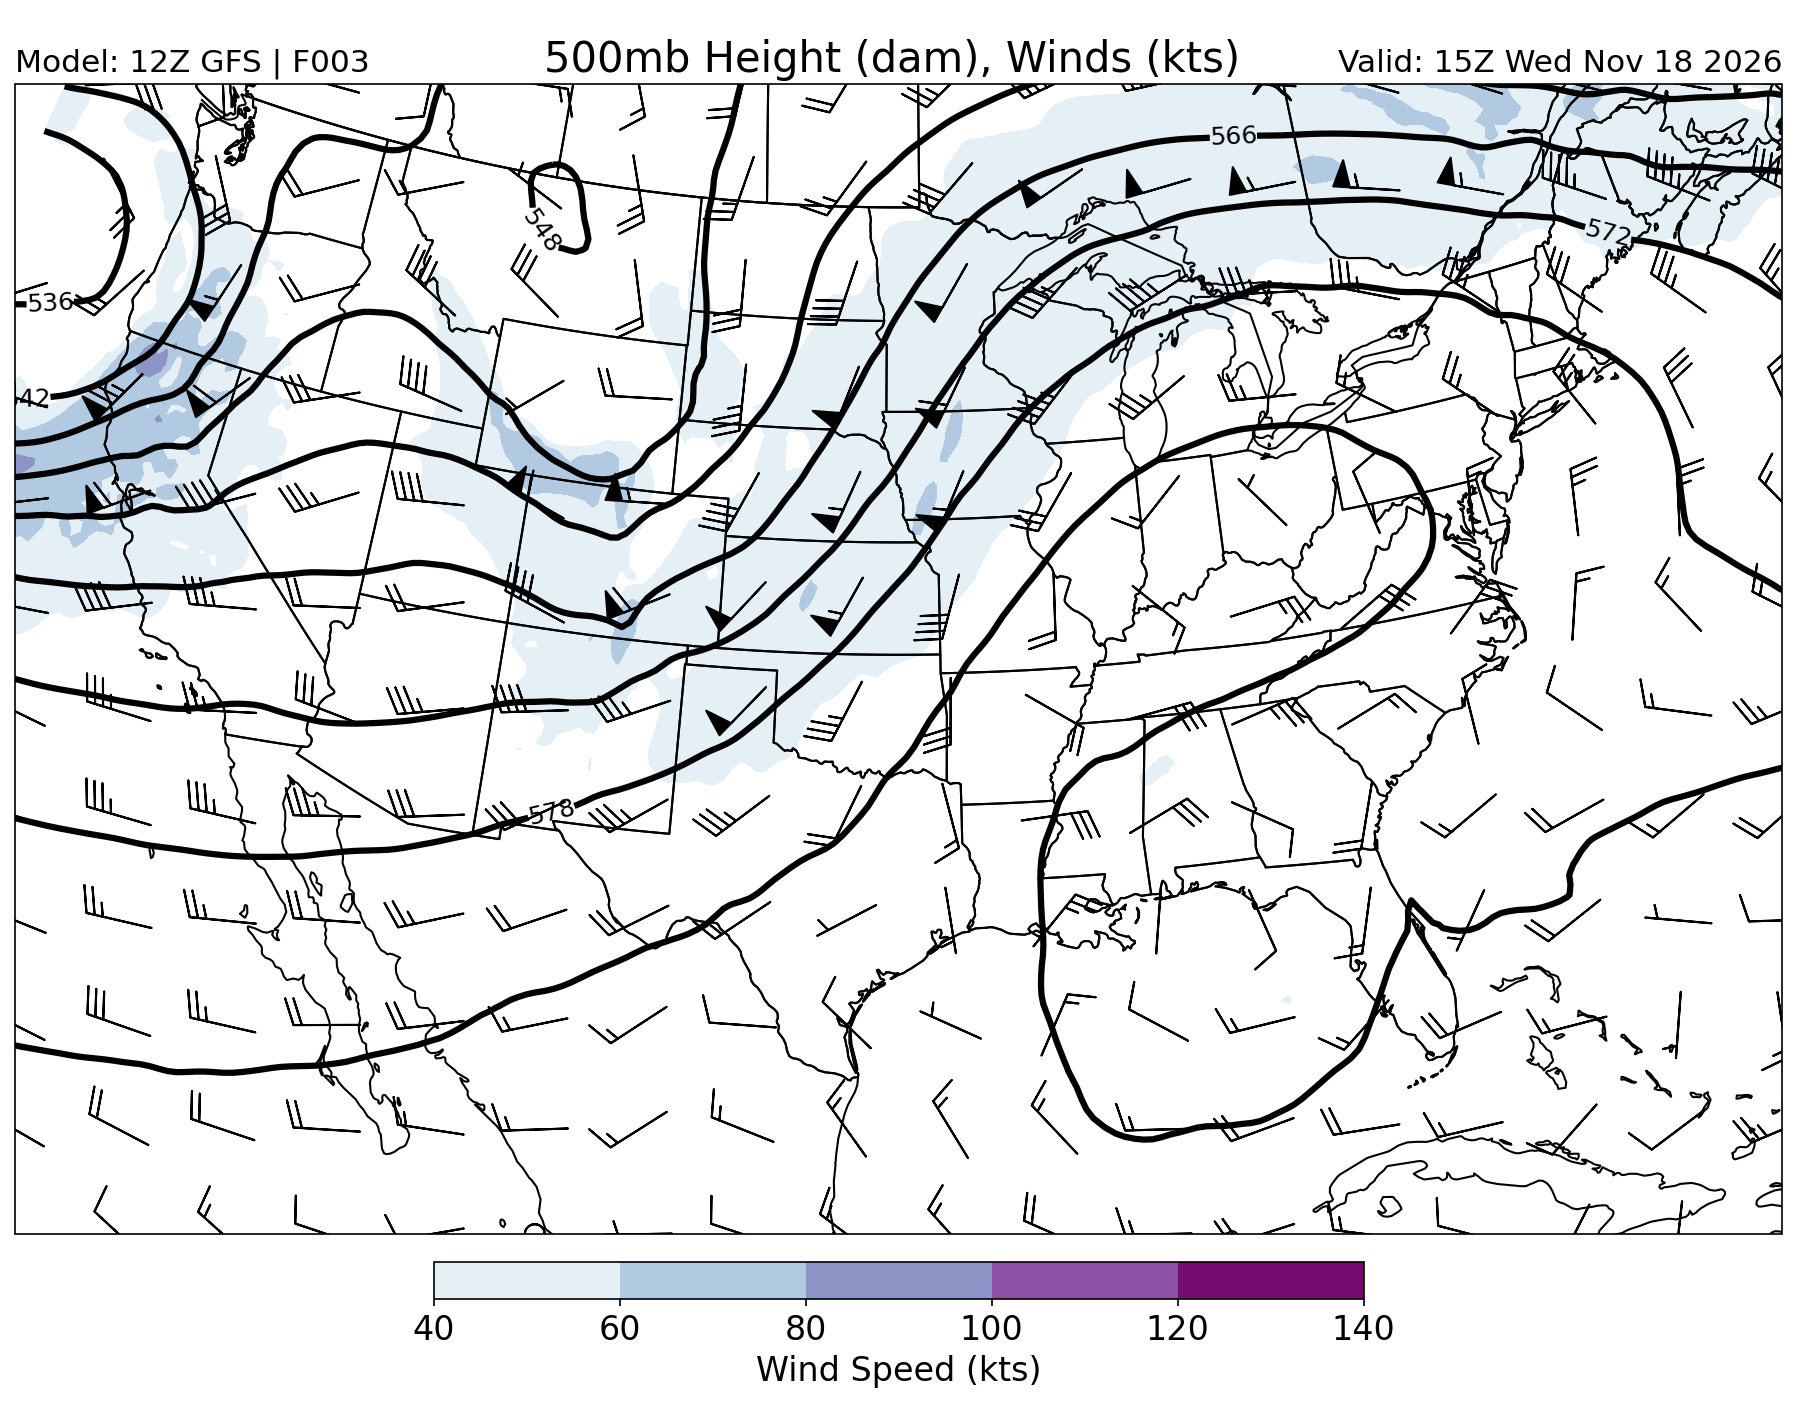 500mb Height (dam), Winds (kts)
Model: 12Z GFS | F003
Valid: 15Z Wed Nov 18 2026
566
548
572
536
42
578
40 60 80 100 120 140
Wind Speed (kts)